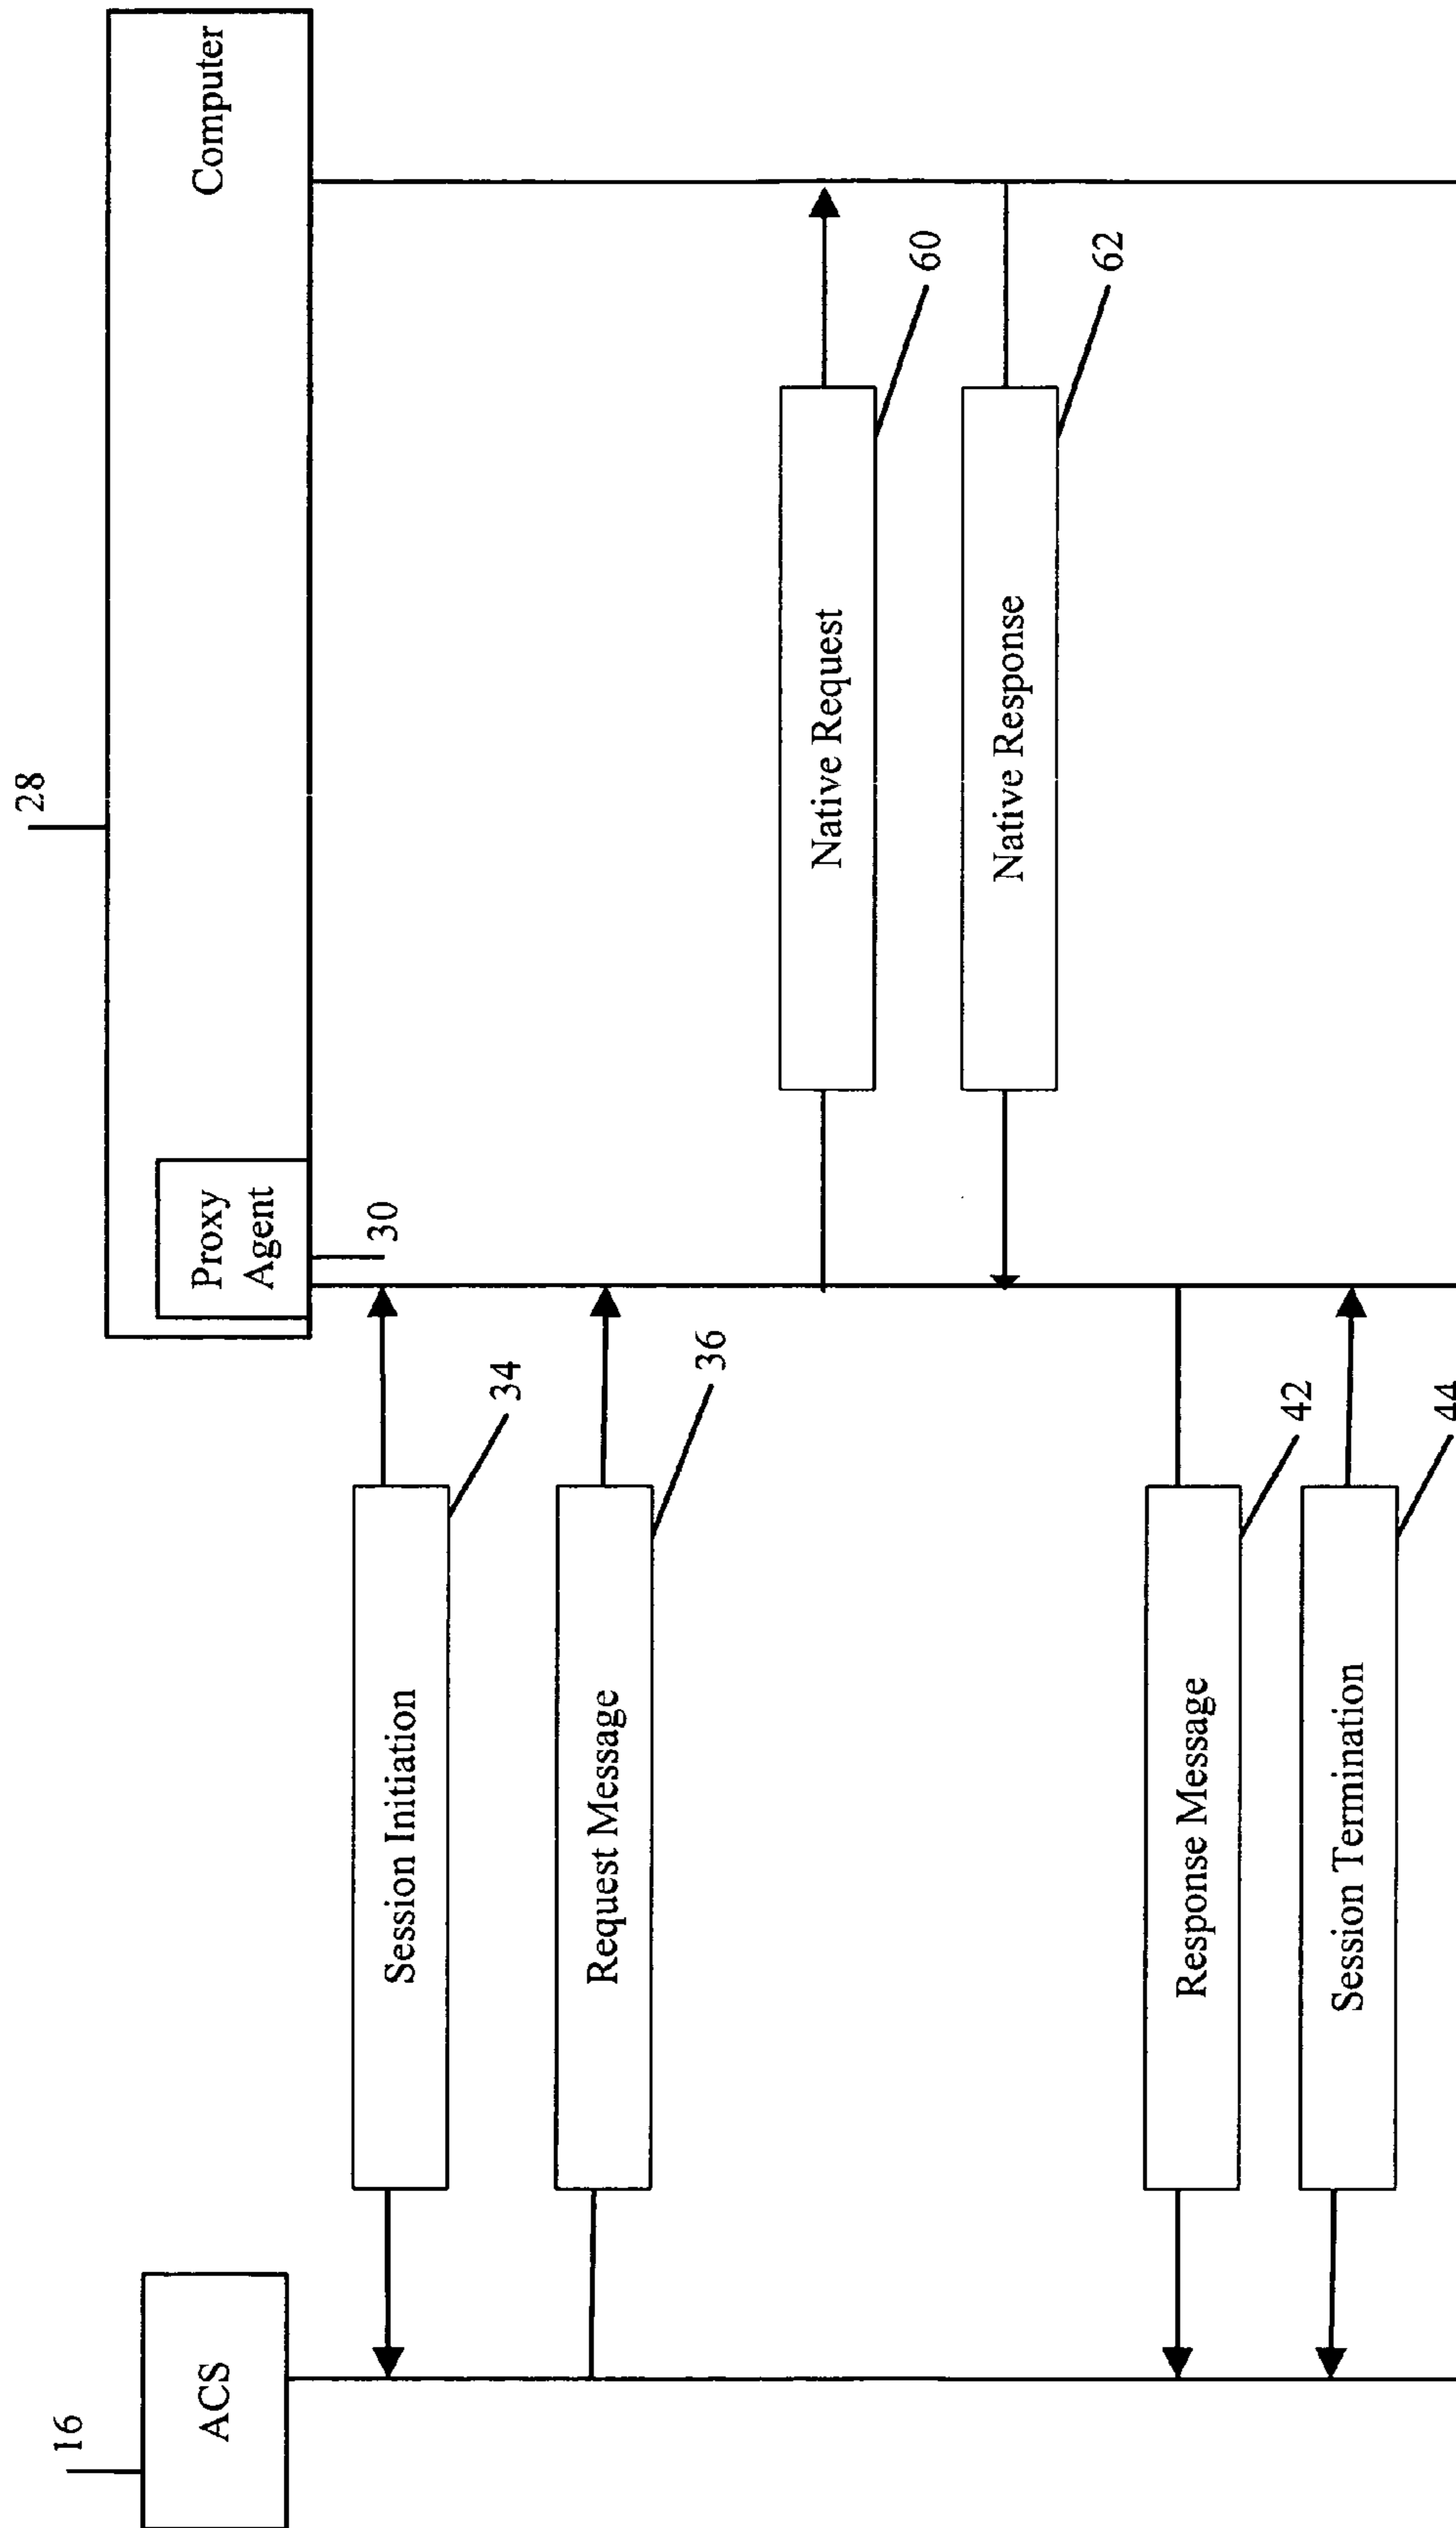 16
ACS
28
Proxy
Agent
Computer
30
Session Initiation
34
Request Message
36
Native Request
60
Native Response
62
Response Message
42
Session Termination
44